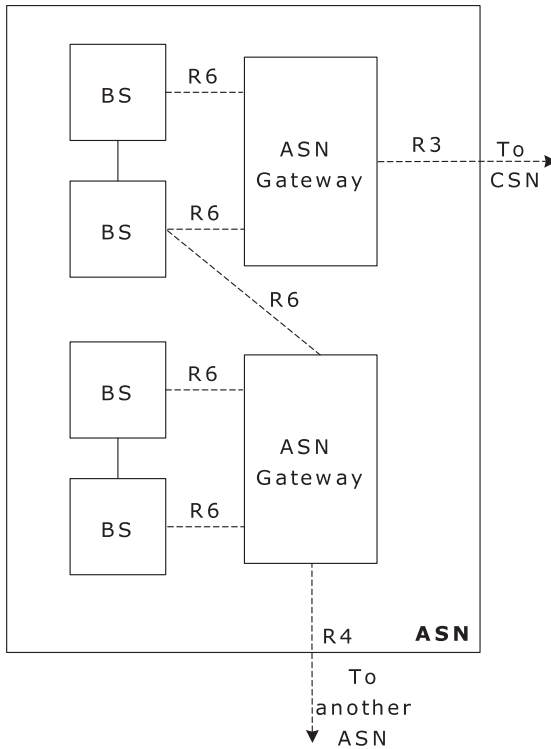 BS
R6
ASN
Gateway
R3
To
CSN
BS
R6
R6
BS
R6
ASN
Gateway
BS
R6
R4
ASN
To
another
ASN